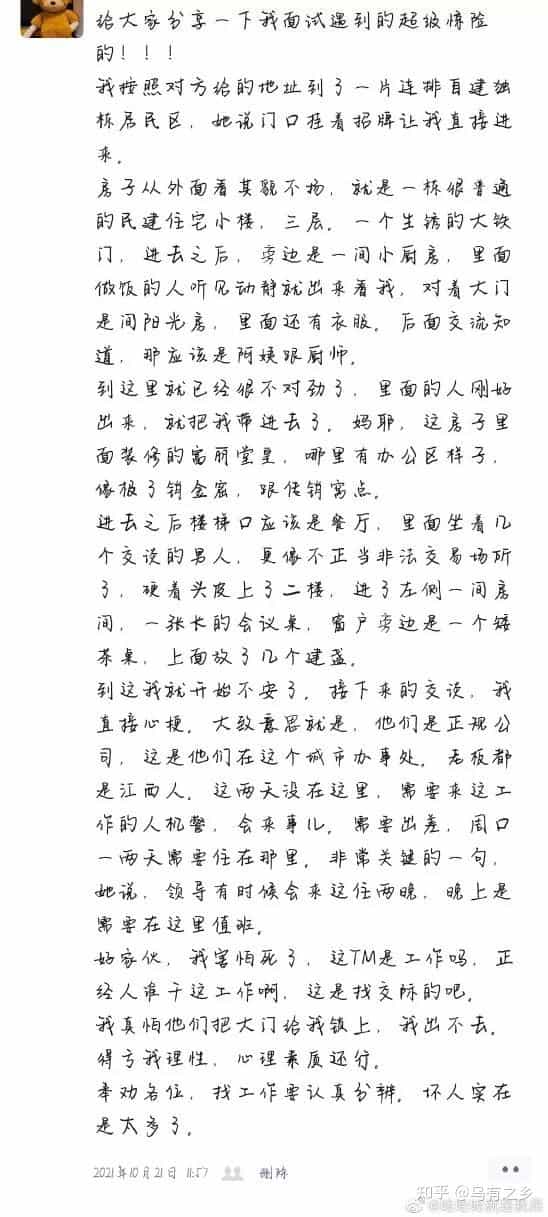 给大家分享一下我面试遇到的超级惊险
的！！！
我按照对方给的地址到了一片连排自建独
栋居民区，她说门口挂着招牌让我直接进
来。
房子从外面看其貌不扬，就是一栋很普通
的民建住宅小楼，三层。一个生锈的大铁
门，进去之后，旁边是一间小厨房，里面
做饭的人听见动静就出来看我，对着大门
是间阳光房，里面还有衣服。后面交流知
道，那应该是阿姨跟厨师。
到这里就已经很不对劲了，里面的人刚好
出来，就把我带进去了。妈耶，这房子里
面装修的富丽堂皇，哪里有办公区样子，
像极了销金窟，跟传销窝点。
进去之后楼梯口应该是餐厅，里面坐着几
个交谈的男人，更像不正当非法交易场所
了，硬着头皮上了二楼，进了左侧一间房
间，一张长的会议桌，窗户旁边是一个矮
茶桌，上面放了几个建盏。
到这我就开始不安了，接下来的交谈，我
直接心梗。大致意思就是，他们是正规公
司，这是他们在这个城市办事处。老板都
是江西人。这两天没在这里，需要来这工
作的人机警，会来事儿。需要出差，周口
一两天需要住在那里。非常关键的一句，
她说，领导有时候会来这住两晚，晚上是
需要在这里值班。
好家伙，我害怕死了，这TM是工作吗，正
经人谁干这工作啊，这是找交际的吧。
我真怕他们把大门给我锁上，我出不去。
得亏我理性，心理素质还行。
奉劝各位，找工作要认真分辨。坏人实在
是太多了。
2021年10月21日 11:57 删除
知乎 @乌有之乡